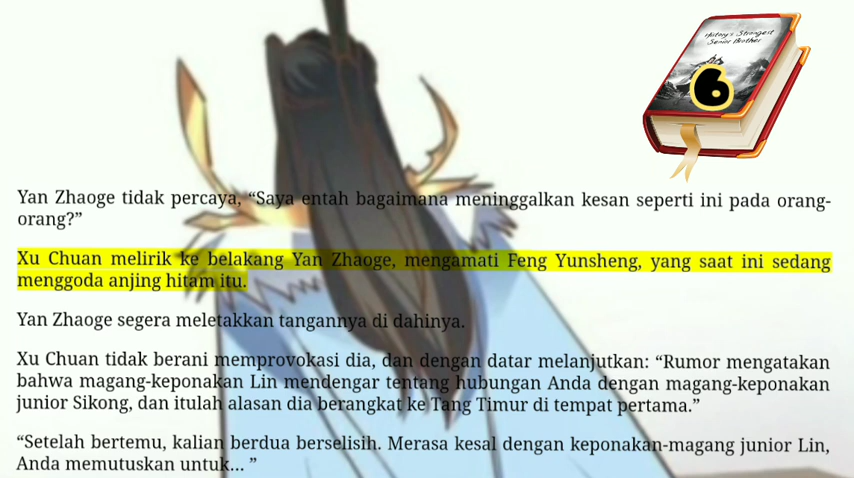 History's Strongest
Senior Brother
6
Yan Zhaoge tidak percaya, “Saya entah bagaimana meninggalkan kesan seperti ini pada orang-
orang?”
Xu Chuan melirik ke belakang Yan Zhaoge, mengamati Feng Yunsheng, yang saat ini sedang
menggoda anjing hitam itu.
Yan Zhaoge segera meletakkan tangannya di dahinya.
Xu Chuan tidak berani memprovokasi dia, dan dengan datar melanjutkan: “Rumor mengatakan
bahwa magang-keponakan Lin mendengar tentang hubungan Anda dengan magang-keponakan
junior Sikong, dan itulah alasan dia berangkat ke Tang Timur di tempat pertama.”
“Setelah bertemu, kalian berdua berselisih. Merasa kesal dengan keponakan-magang junior Lin,
Anda memutuskan untuk... ”